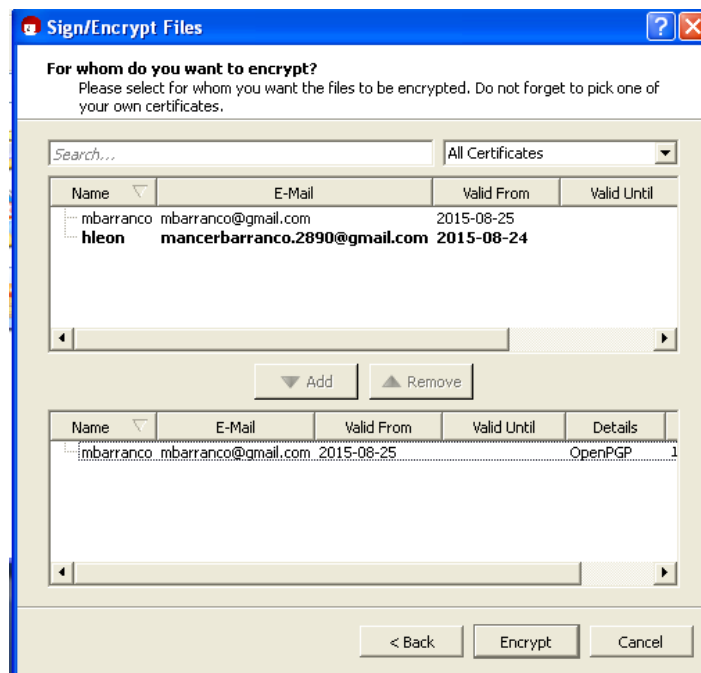 Sign/Encrypt Files
For whom do you want to encrypt?
Please select for whom you want the files to be encrypted. Do not forget to pick one of
your own certificates.
Search... All Certificates
Name E-Mail Valid From Valid Until
mbarranco mbarranco@gmail.com 2015-08-25
hleon mancerbarranco.2890@gmail.com 2015-08-24
Add Remove
Name E-Mail Valid From Valid Until Details
mbarranco mbarranco@gmail.com 2015-08-25 OpenPGP 1
< Back Encrypt Cancel